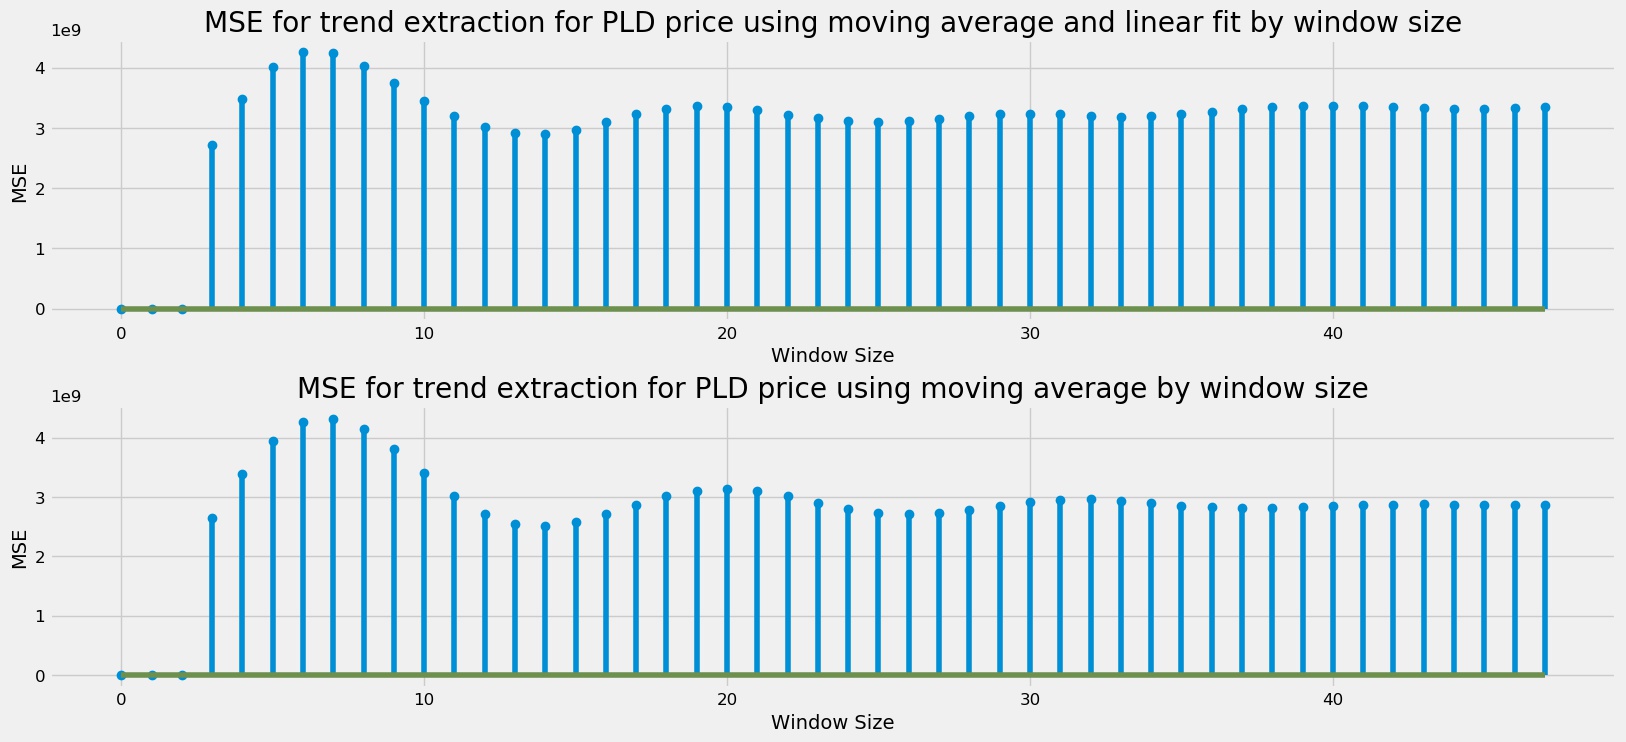 MSE for trend extraction for PLD price using moving average and linear fit by window size
1e9
4
3
2
1
0
MSE
0 10 20 30 40
Window Size
MSE for trend extraction for PLD price using moving average by window size
1e9
4
3
2
1
0
MSE
0 10 20 30 40
Window Size